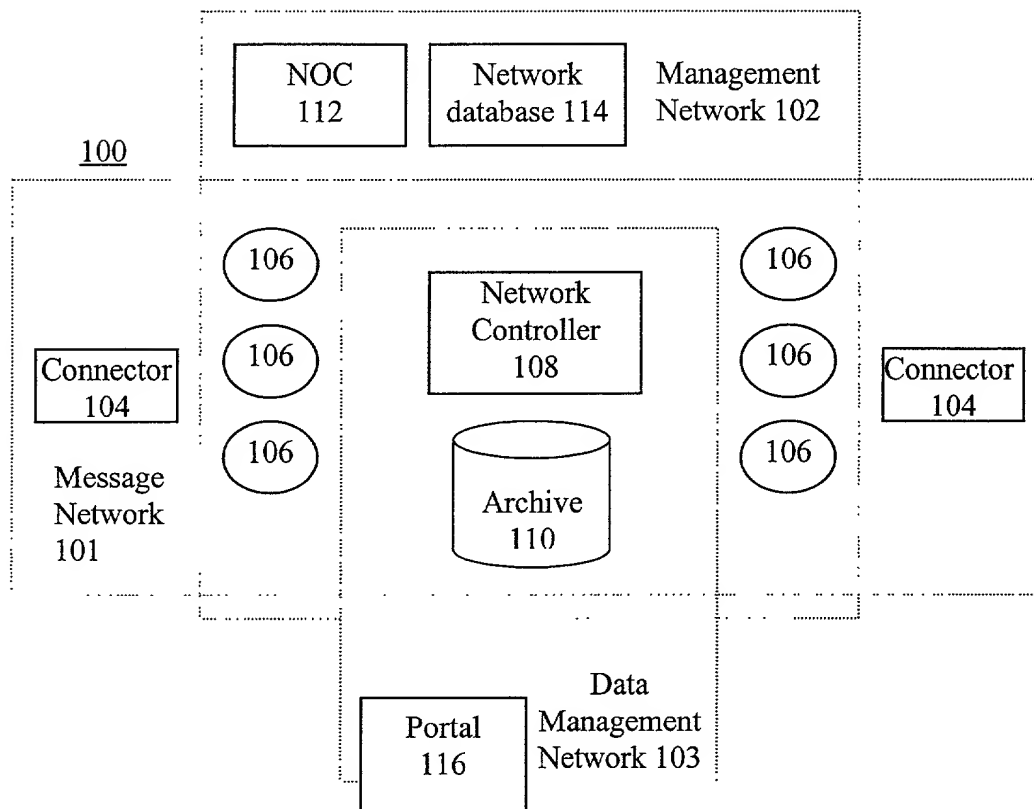 NOC
112
Network
database 114
Management
Network 102
100
106
106
106
Connector
104
Message
Network
101
Network
Controller
108
Archive
110
106
106
106
Connector
104
Portal
116
Data
Management
Network 103